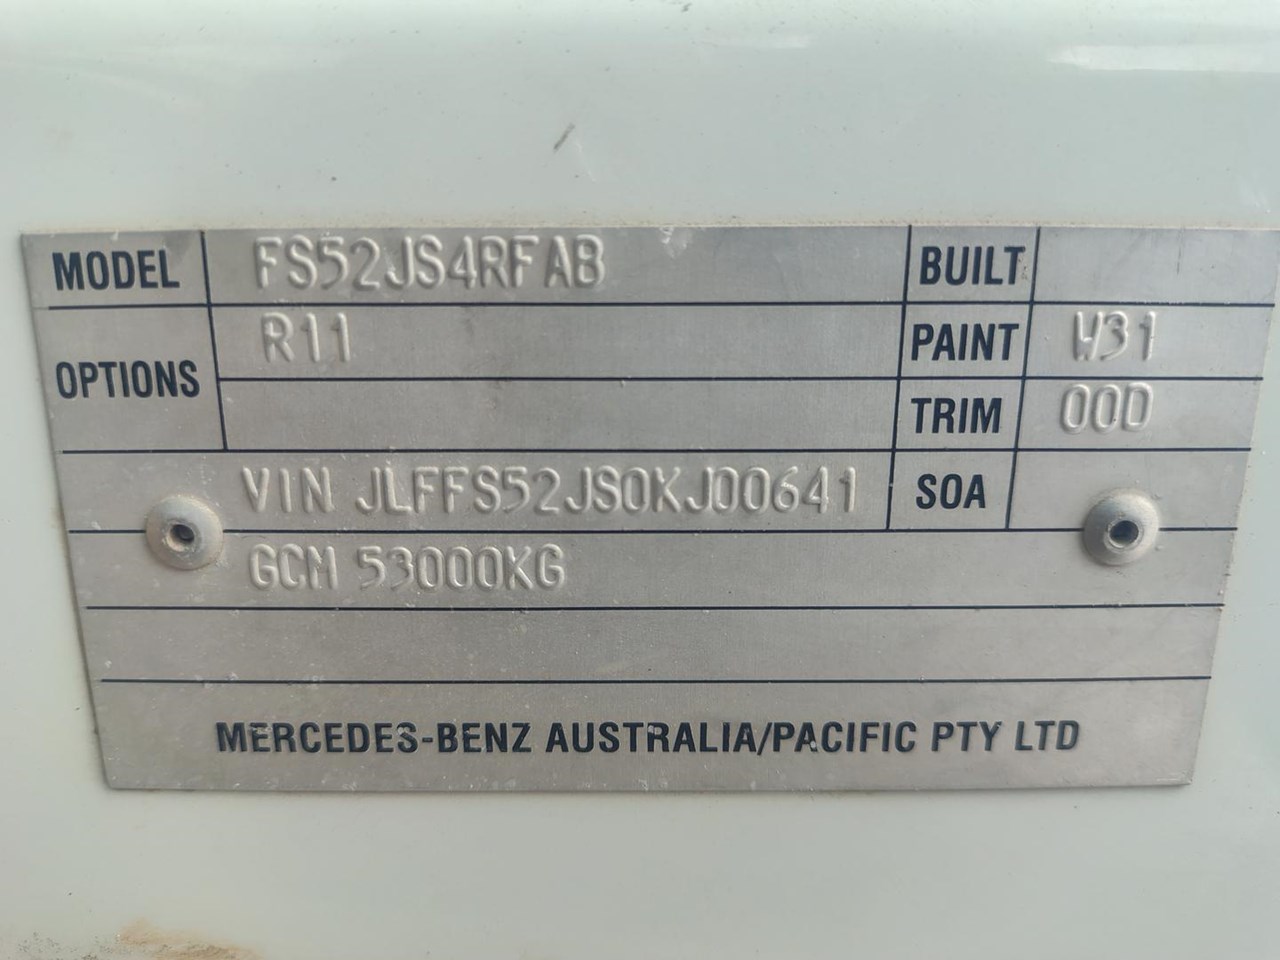 MODEL FS52JS4RFAB BUILT
OPTIONS R11 PAINT W31
TRIM 00D
VIN JLFFS52JS0KJ00641 SOA
GCM 53000KG
MERCEDES-BENZ AUSTRALIA/PACIFIC PTY LTD